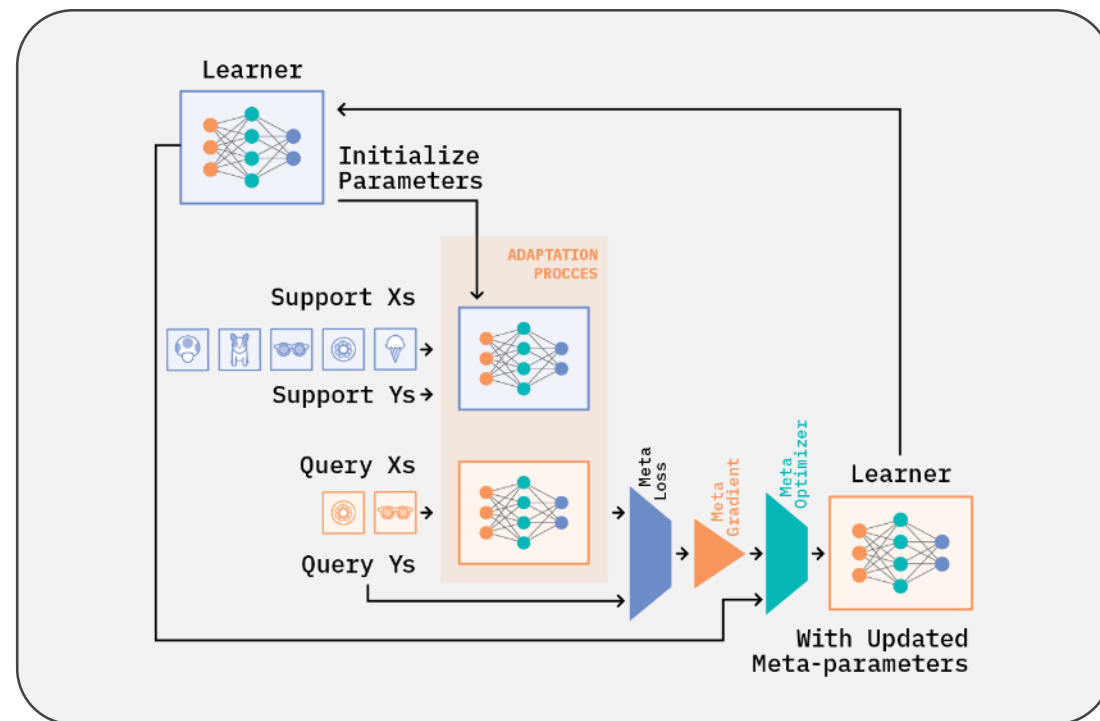 Learner
Initialize
Parameters
ADAPTATION
PROCCES
Support Xs
Support Ys
Query Xs
Query Ys
Meta
Loss
Meta
Gradient
Meta
Optimizer
Learner
With Updated
Meta-parameters